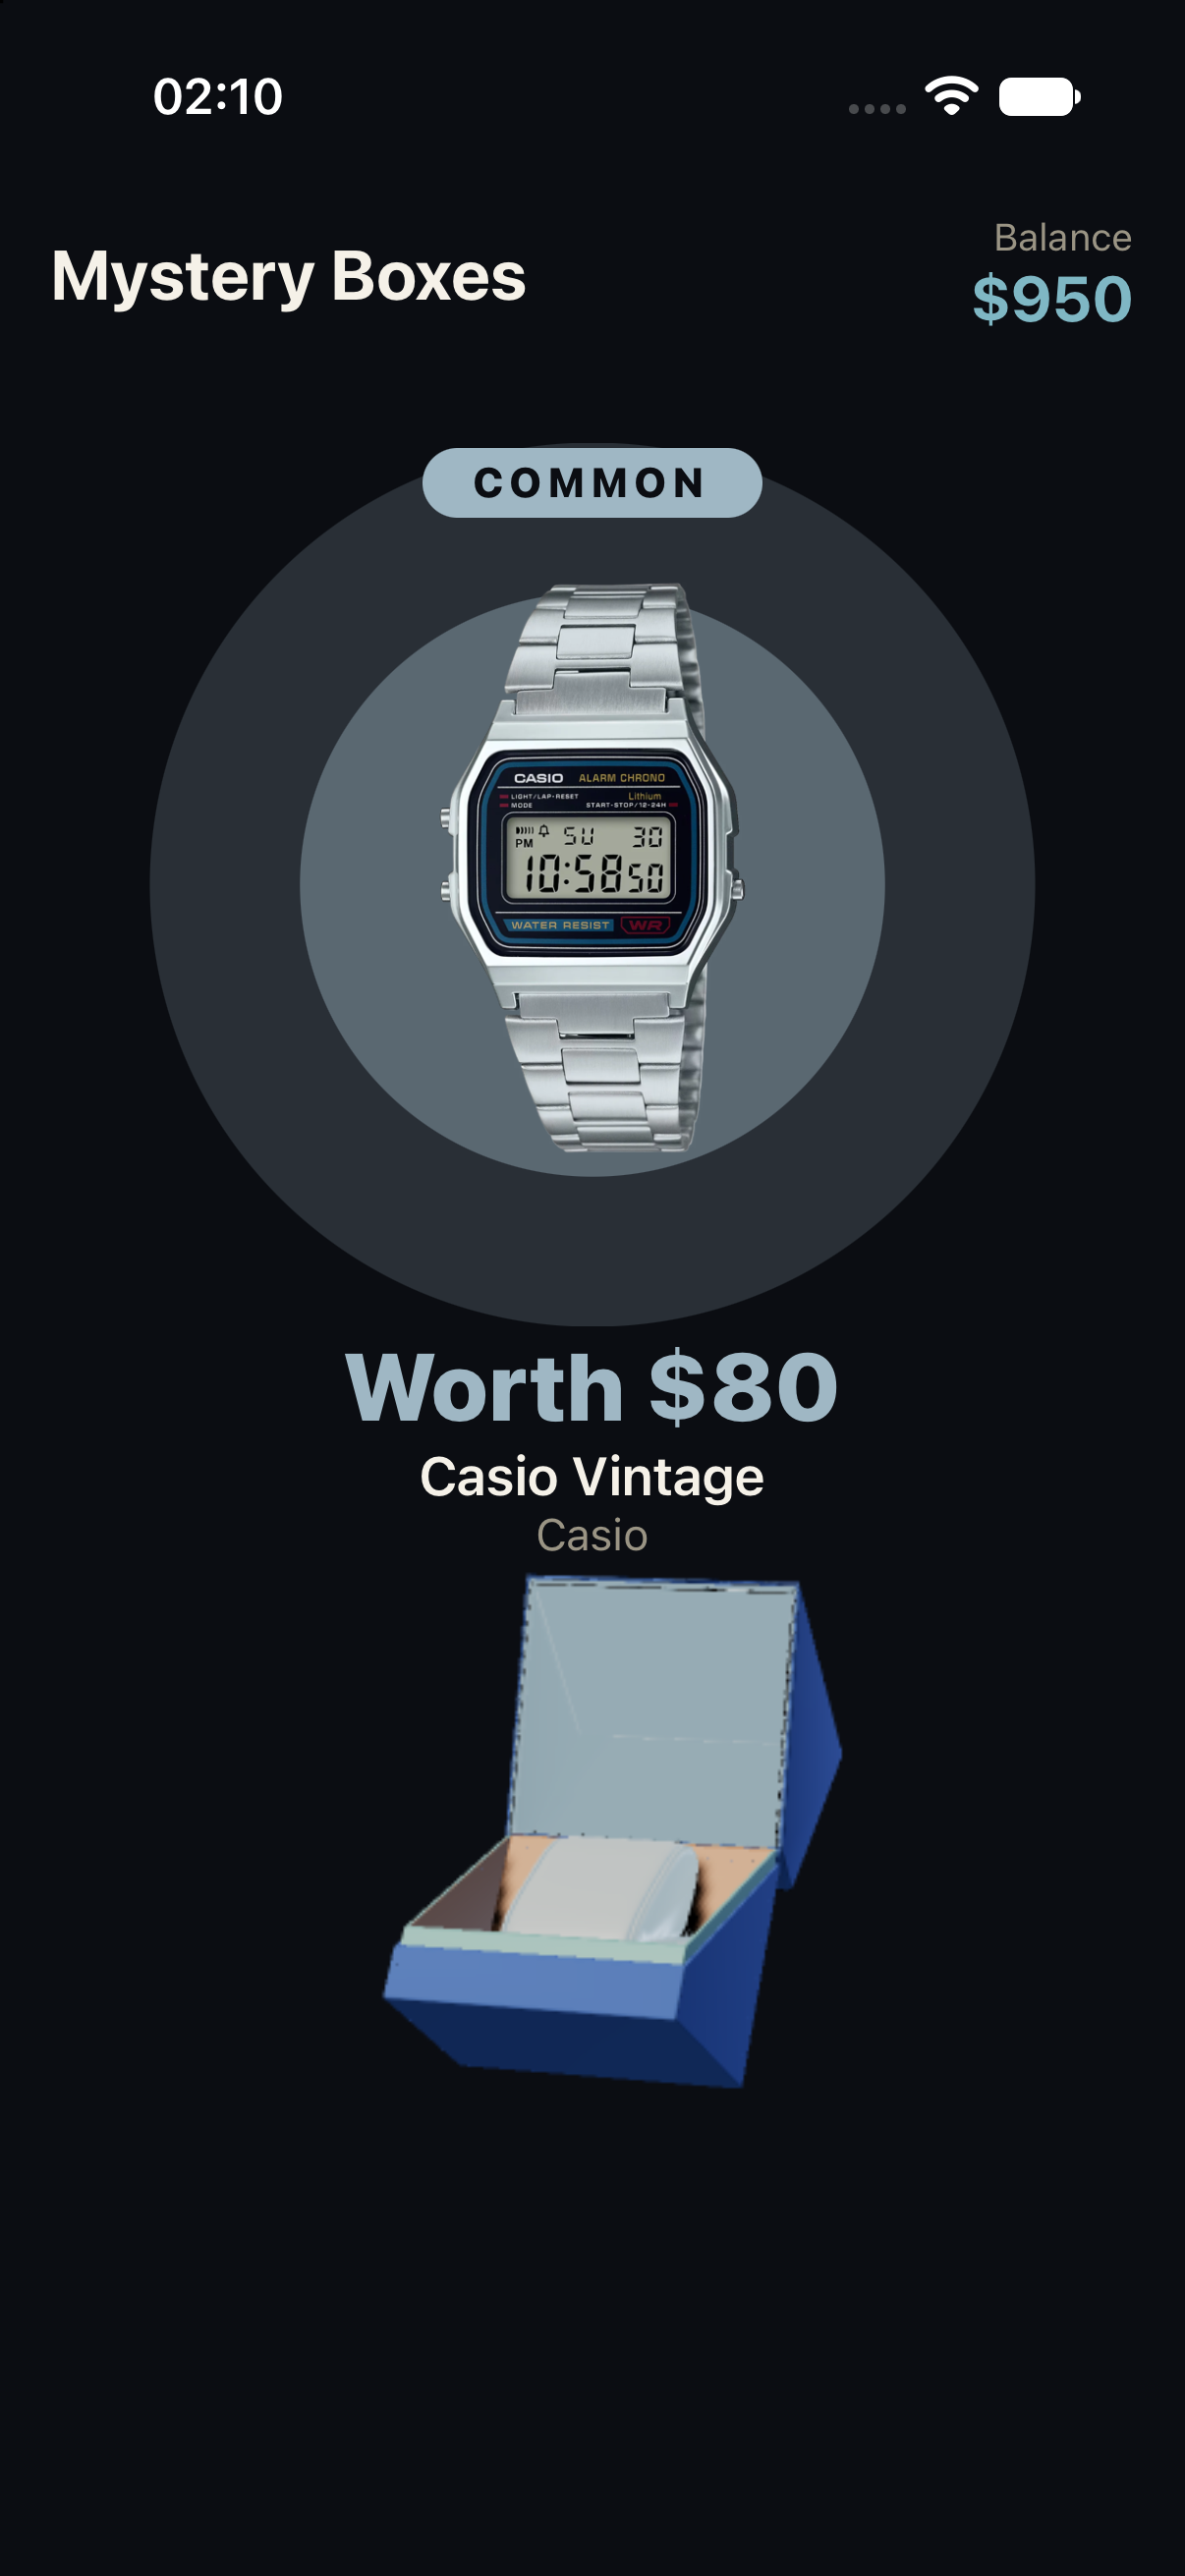 02:10
Mystery Boxes
Balance
$950
COMMON
CASIO ALARM CHRONO
LIGHT/LAP-RESET Lithium
MODE START-STOP/12-24H
PM SU 30
10:58 50
WATER RESIST WR
Worth $80
Casio Vintage
Casio